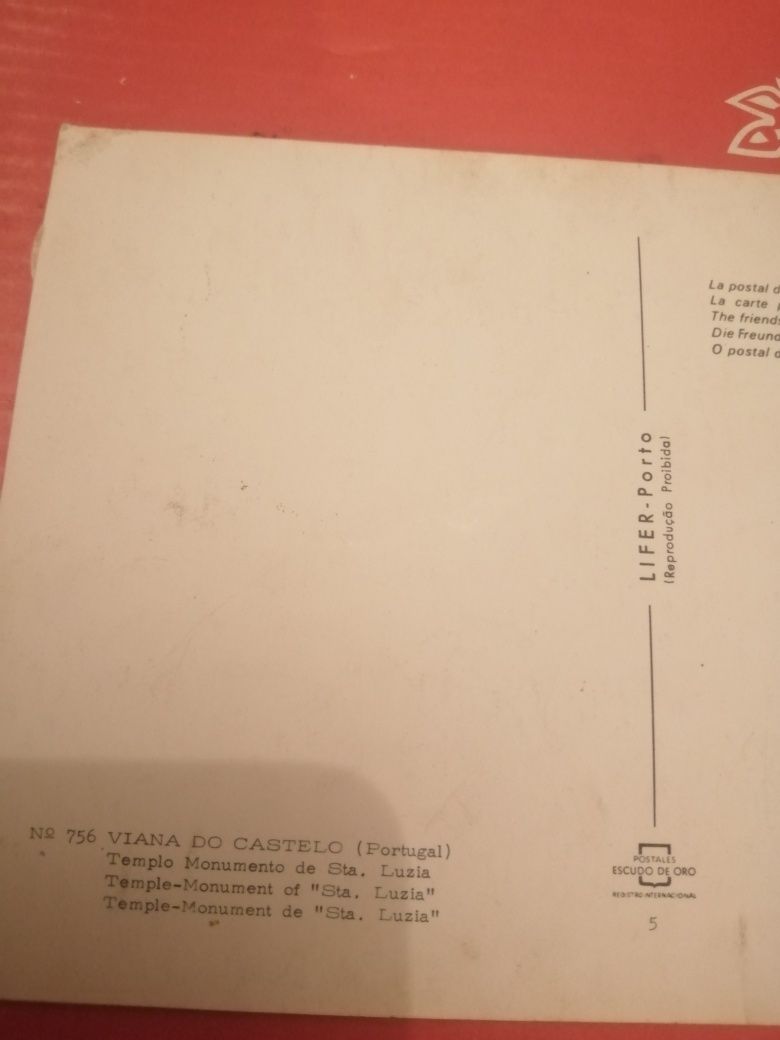 La postal d
La carte p
The friends
Die Freund
O postal d
LIFER-Porto
(Reprodução Proibida)
Nº 756 VIANA DO CASTELO (Portugal)
Templo Monumento de Sta. Luzia
Temple-Monument of "Sta. Luzia"
Temple-Monument de "Sta. Luzia"
POSTALES
ESCUDO DE ORO
REGISTRO INTERNACIONAL
5